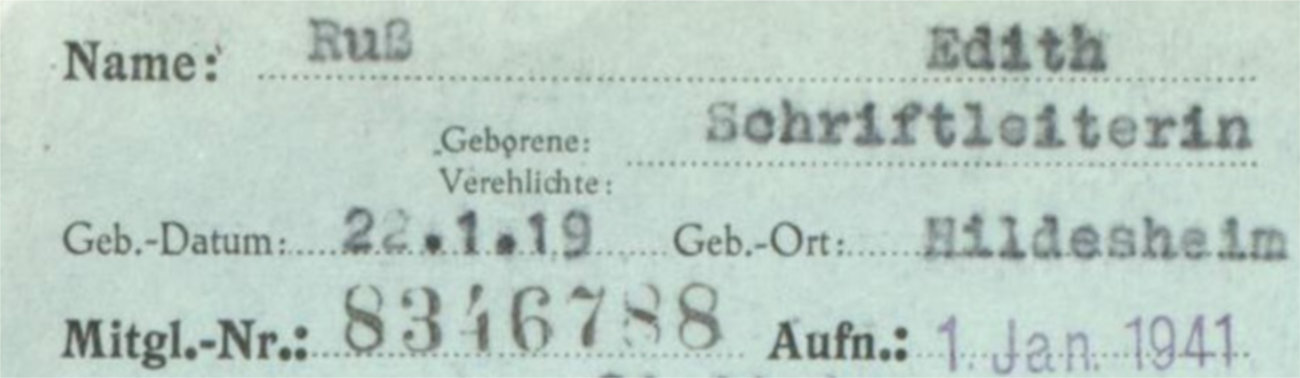 Name: Ruß Edith
Geborene: Schriftleiterin
Verehlichte:
Geb.-Datum: 22.1.19 Geb.-Ort: Hildesheim
Mitgl.-Nr.: 8346788 Aufn.: 1. Jan. 1941